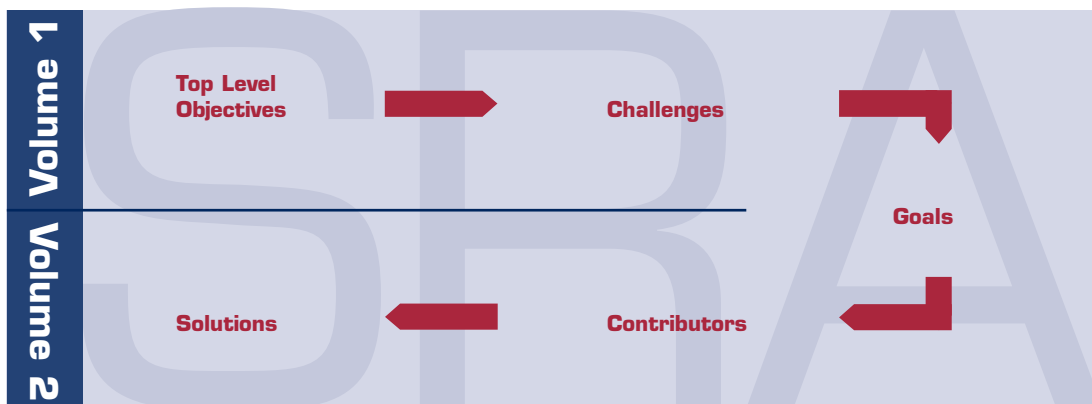 SRA
Volume 1
Top Level
Objectives
Challenges
Goals
Volume 2
Solutions
Contributors